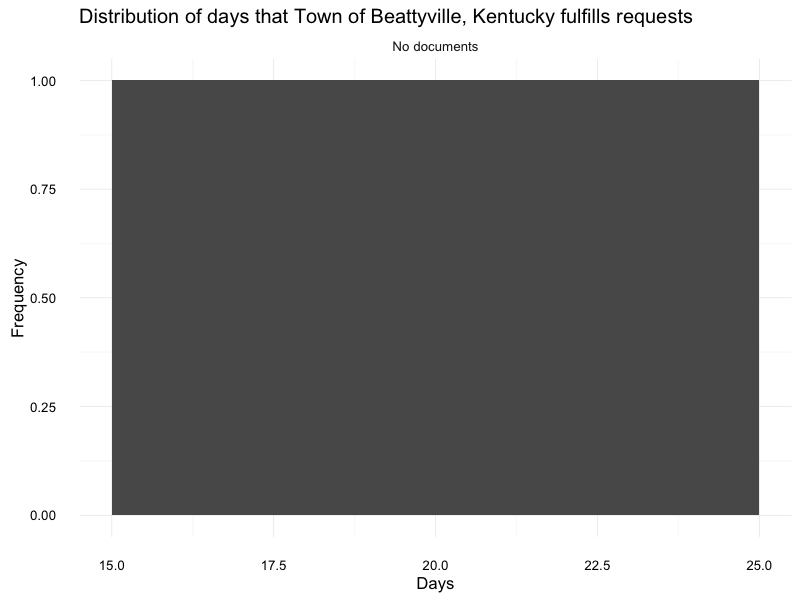 Distribution of days that Town of Beattyville, Kentucky fulfills requests
No documents
1.00
0.75
0.50
0.25
0.00
Frequency
15.0 17.5 20.0 22.5 25.0
Days